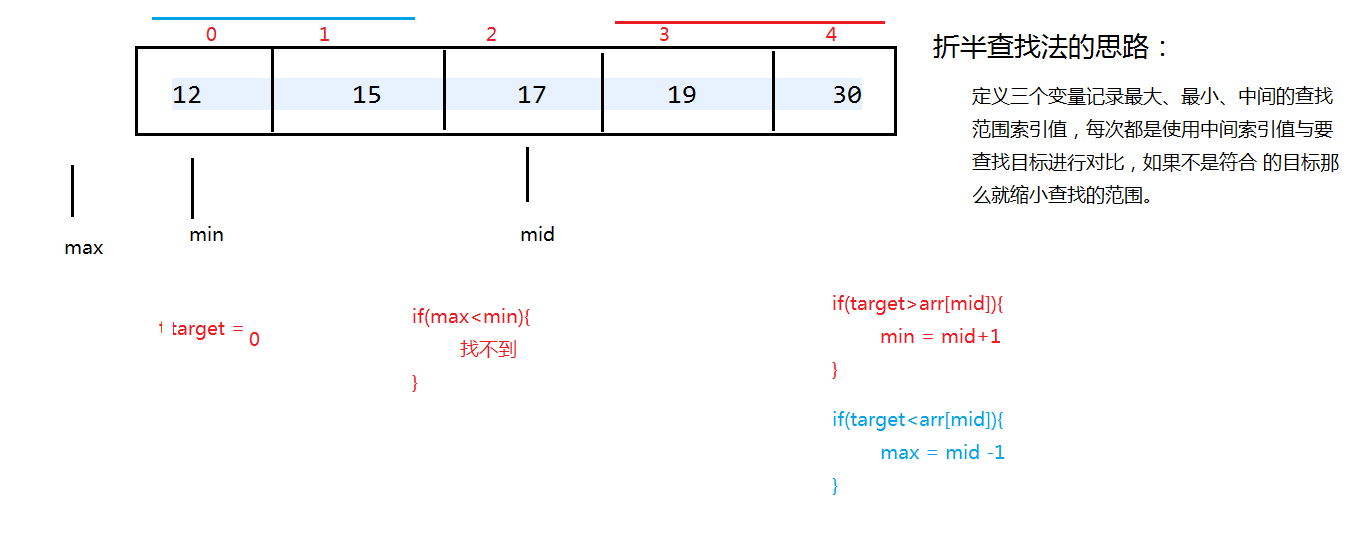 0 1 2 3 4
12 15 17 19 30
max
min
mid
target = 0
if(max<min){
找不到
}
折半查找法的思路：
定义三个变量记录最大、最小、中间的查找
范围索引值，每次都是使用中间索引值与要
查找目标进行对比，如果不是符合 的目标那
么就缩小查找的范围。
if(target>arr[mid]){
min = mid+1
}
if(target<arr[mid]){
max = mid -1
}